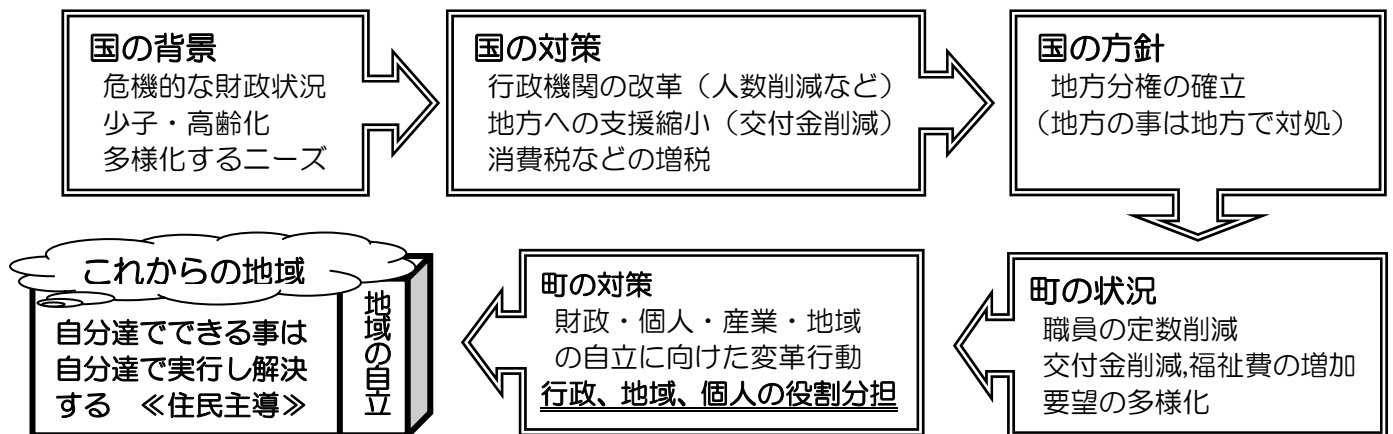 国の背景
危機的な財政状況
少子・高齢化
多様化するニーズ
国の対策
行政機関の改革（人数削減など）
地方への支援縮小（交付金削減）
消費税などの増税
国の方針
地方分権の確立
（地方の事は地方で対処）
町の状況
職員の定数削減
交付金削減,福祉費の増加
要望の多様化
町の対策
財政・個人・産業・地域
の自立に向けた変革行動
行政、地域、個人の役割分担
これからの地域
自分達でできる事は
自分達で実行し解決
する　≪住民主導≫
地域の自立